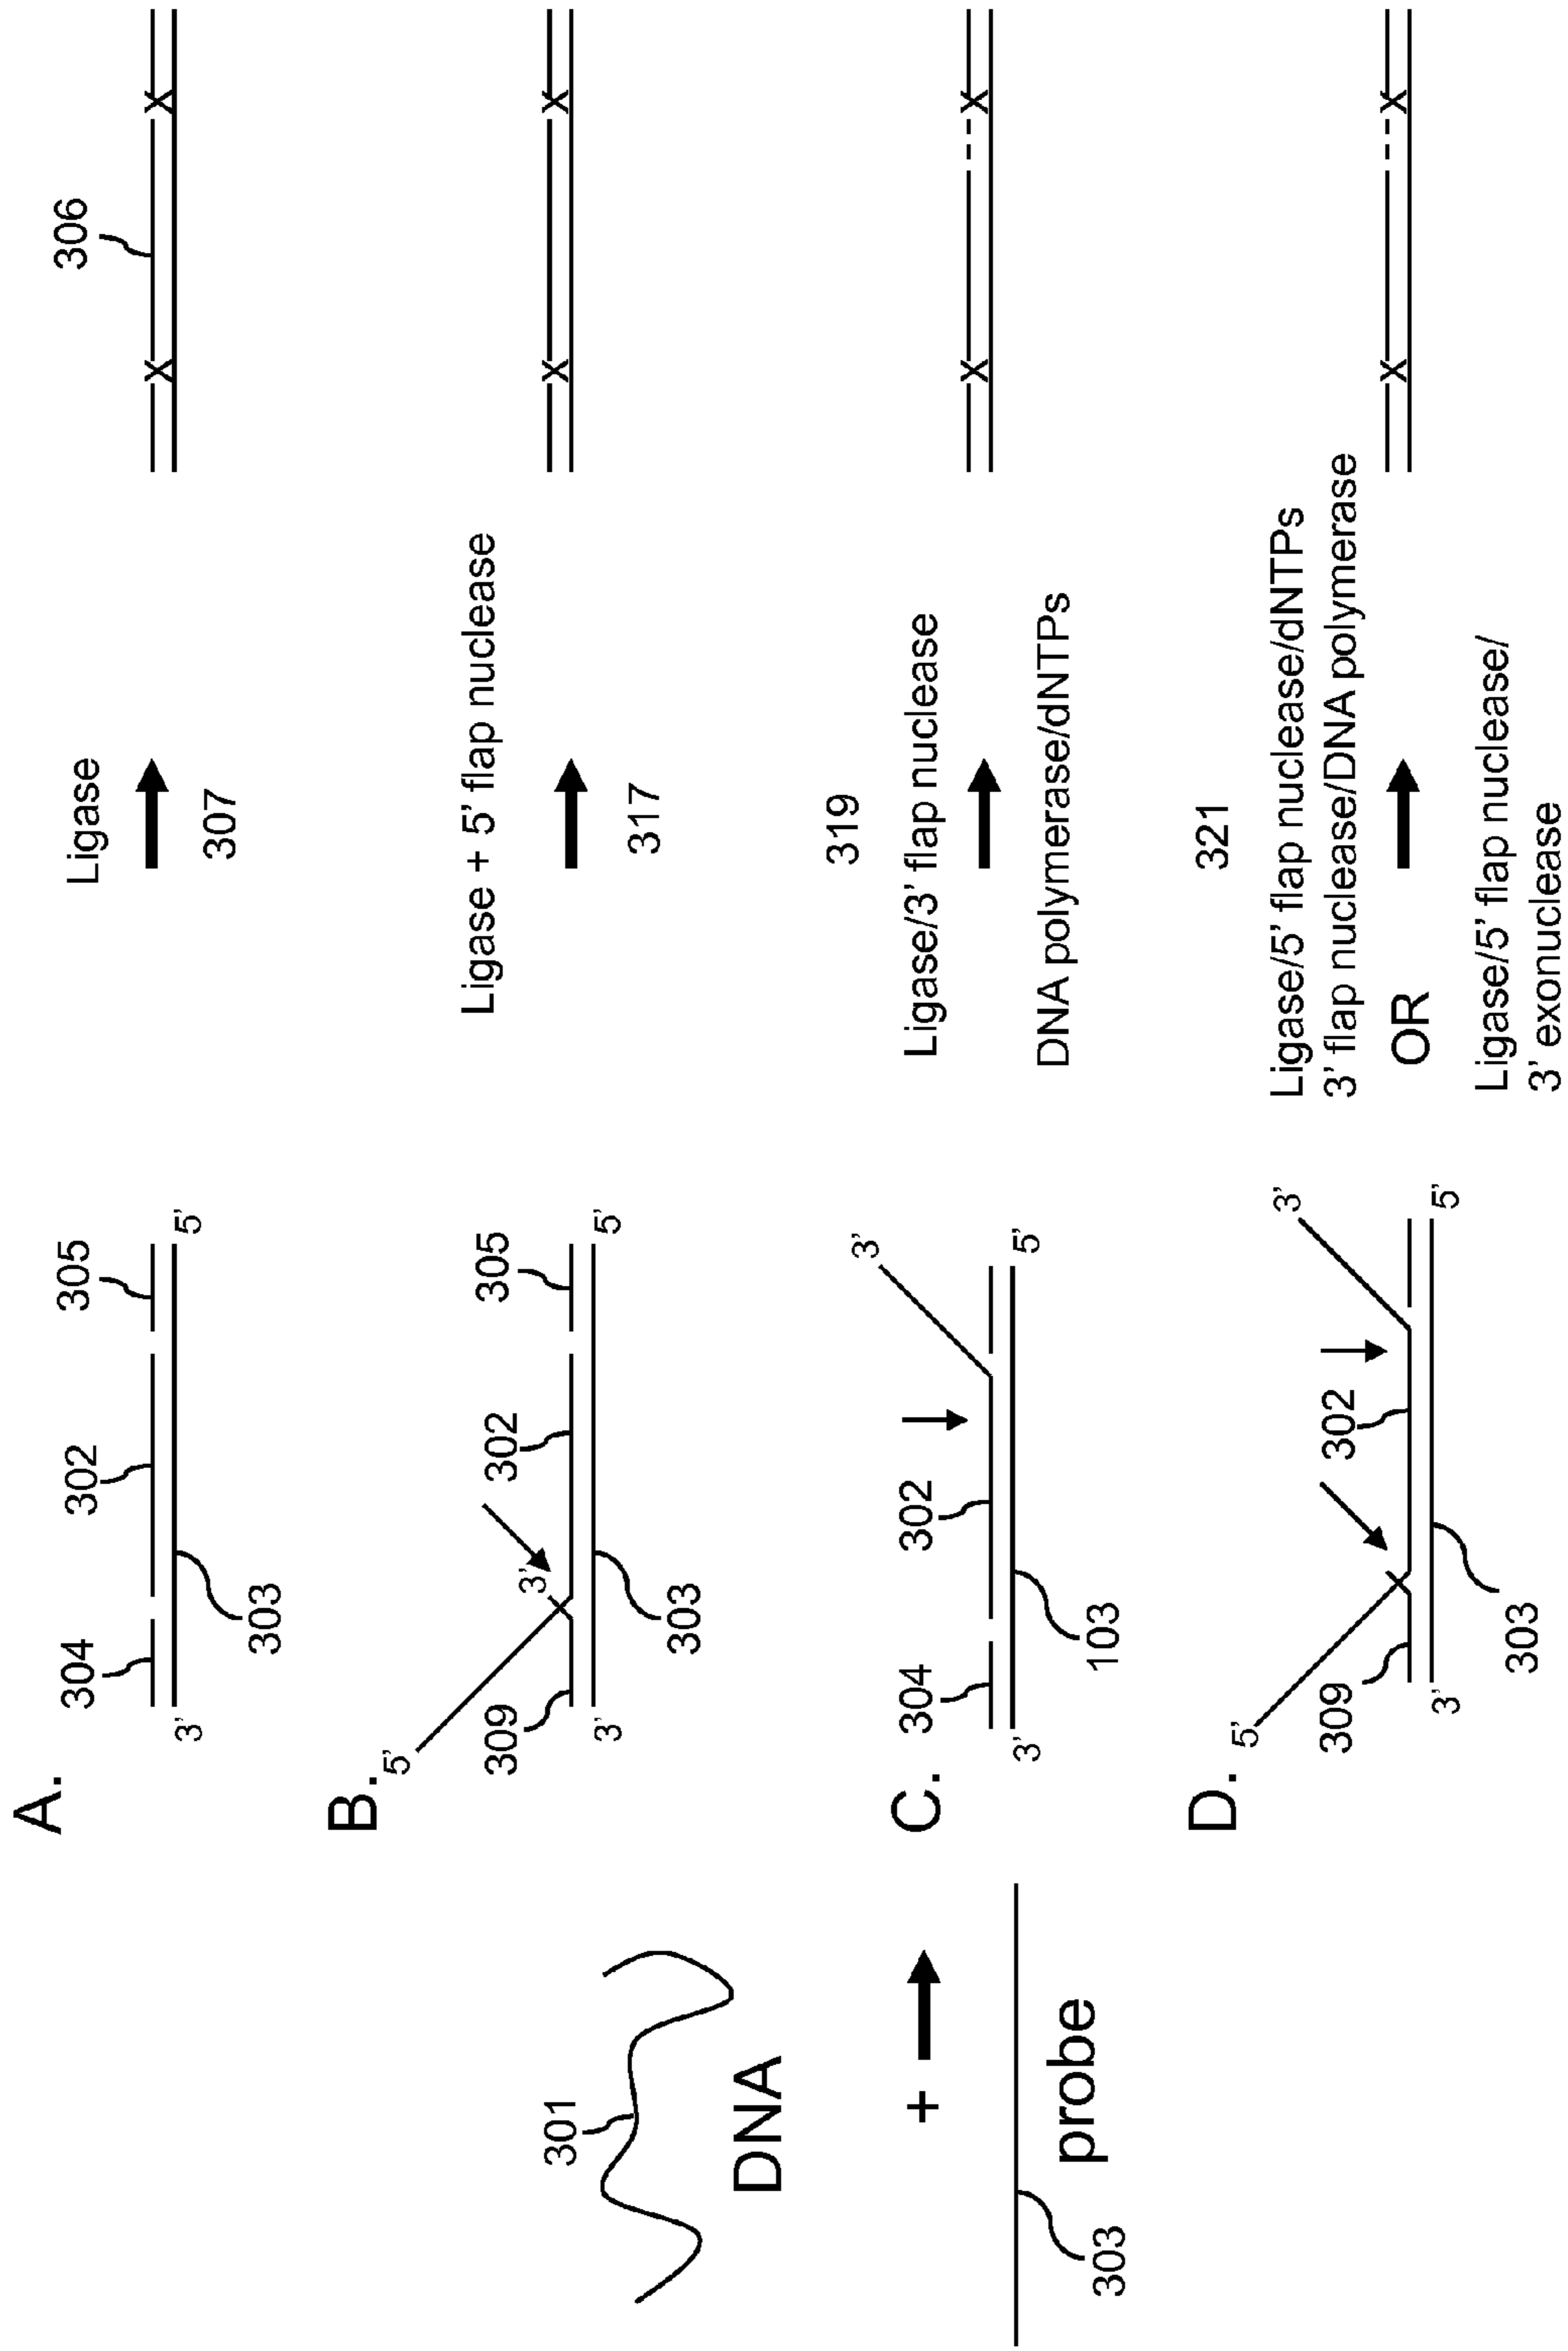 301
DNA
+
303
probe
A.
304
302
305
3'
5'
303
Ligase
307
306
X
X
B.
5'
309
3'
302
305
3'
5'
303
Ligase + 5' flap nuclease
317
X
X
C.
304
302
3'
3'
5'
103
319
Ligase/3' flap nuclease
DNA polymerase/dNTPs
X
X
D.
5'
309
302
3'
3'
5'
303
321
Ligase/5' flap nuclease/dNTPs
3' flap nuclease/DNA polymerase
OR
Ligase/5' flap nuclease/
3' exonuclease
X
X